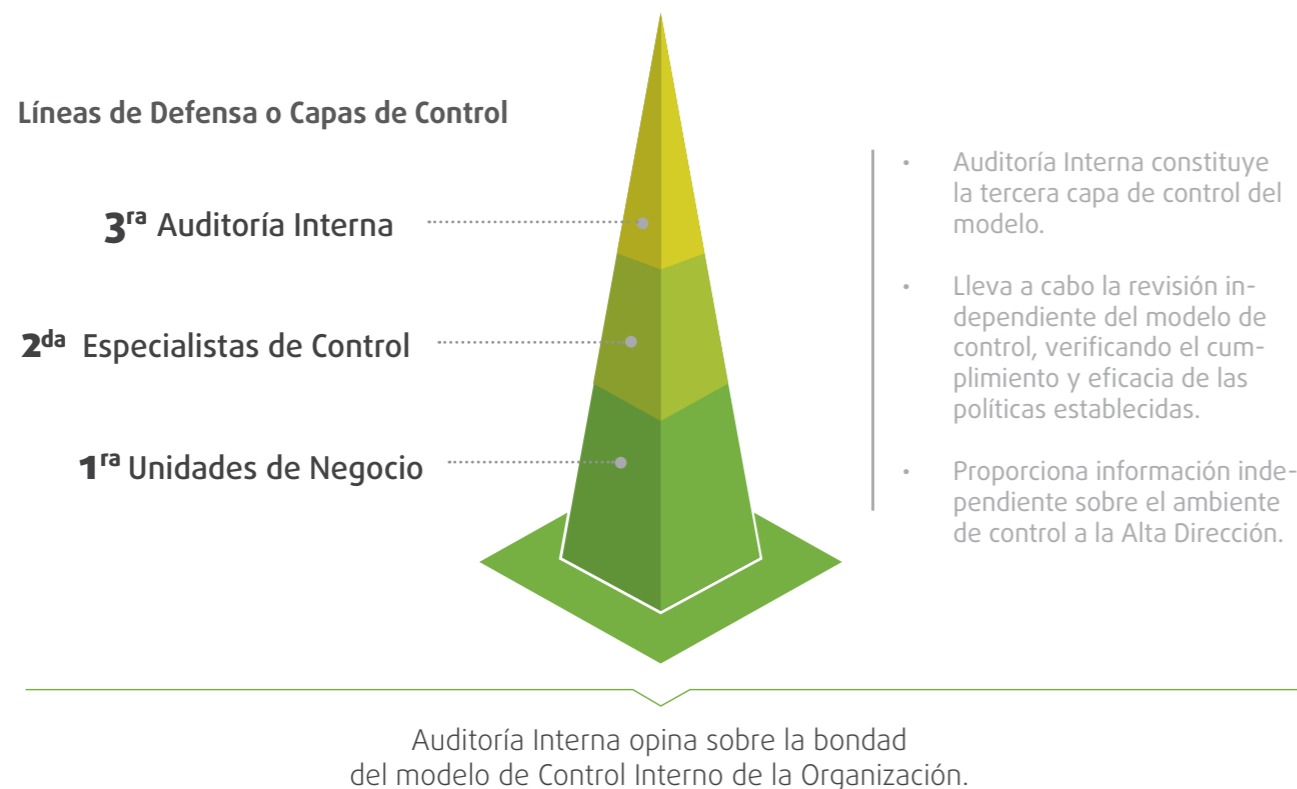 Líneas de Defensa o Capas de Control
3ra Auditoría Interna
2da Especialistas de Control
1ra Unidades de Negocio
• Auditoría Interna constituye
la tercera capa de control del
modelo.
• Lleva a cabo la revisión in-
dependiente del modelo de
control, verificando el cum-
plimiento y eficacia de las
políticas establecidas.
• Proporciona información inde-
pendiente sobre el ambiente
de control a la Alta Dirección.
Auditoría Interna opina sobre la bondad
del modelo de Control Interno de la Organización.